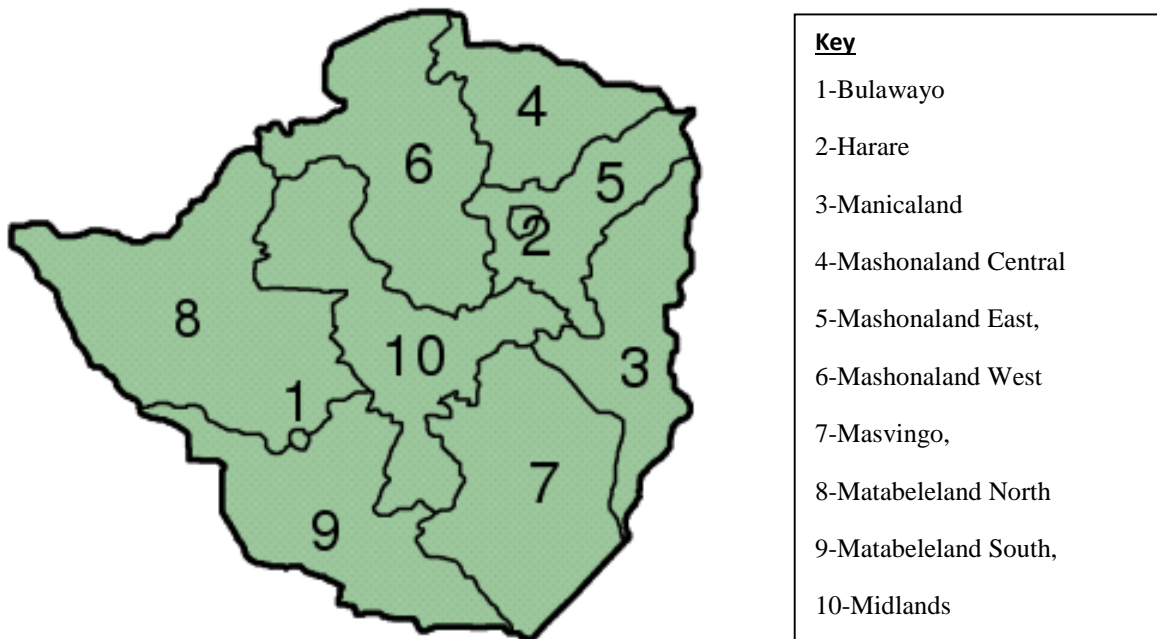 4
6
5
2
8
10
3
1
7
9
Key
1-Bulawayo
2-Harare
3-Manicaland
4-Mashonaland Central
5-Mashonaland East,
6-Mashonaland West
7-Masvingo,
8-Matabeleland North
9-Matabeleland South,
10-Midlands